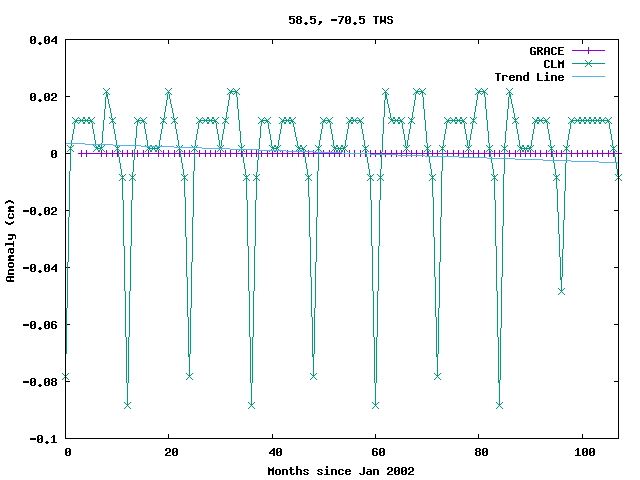 58.5, -70.5 TWS
GRACE
CLM
Trend Line
0.04
0.02
0
-0.02
-0.04
-0.06
-0.08
-0.1
Anomaly (cm)
0 20 40 60 80 100
Months since Jan 2002